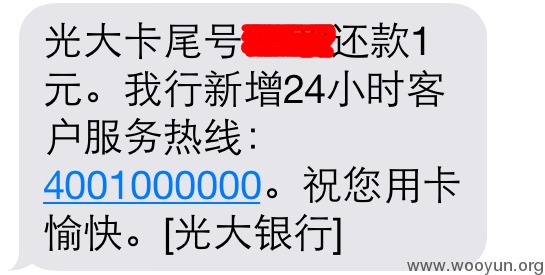 光大卡尾号还款1
元。我行新增24小时客
户服务热线:
4001000000。祝您用卡
愉快。[光大银行]
www.wooyun.org